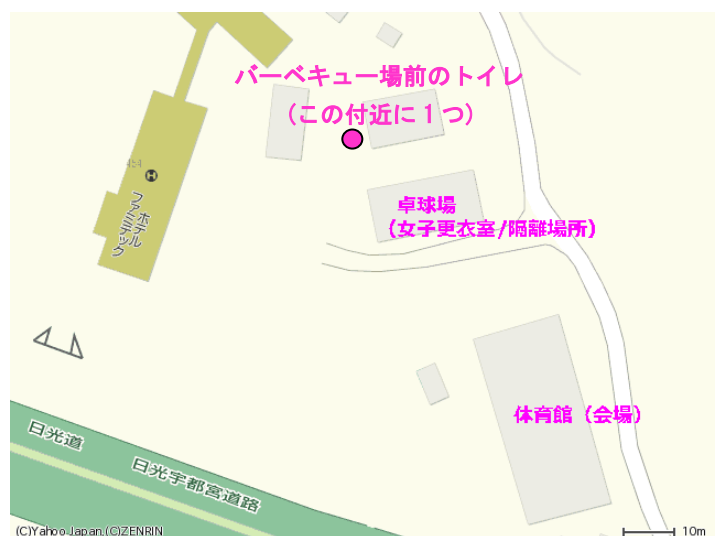 バーベキュー場前のトイレ
(この付近に1つ)
454
H
ホテル
ファミテック
卓球場
(女子更衣室/隔離場所)
体育館(会場)
日光道
日光宇都宮道路
(C)Yahoo Japan,(C)ZENRIN
10m